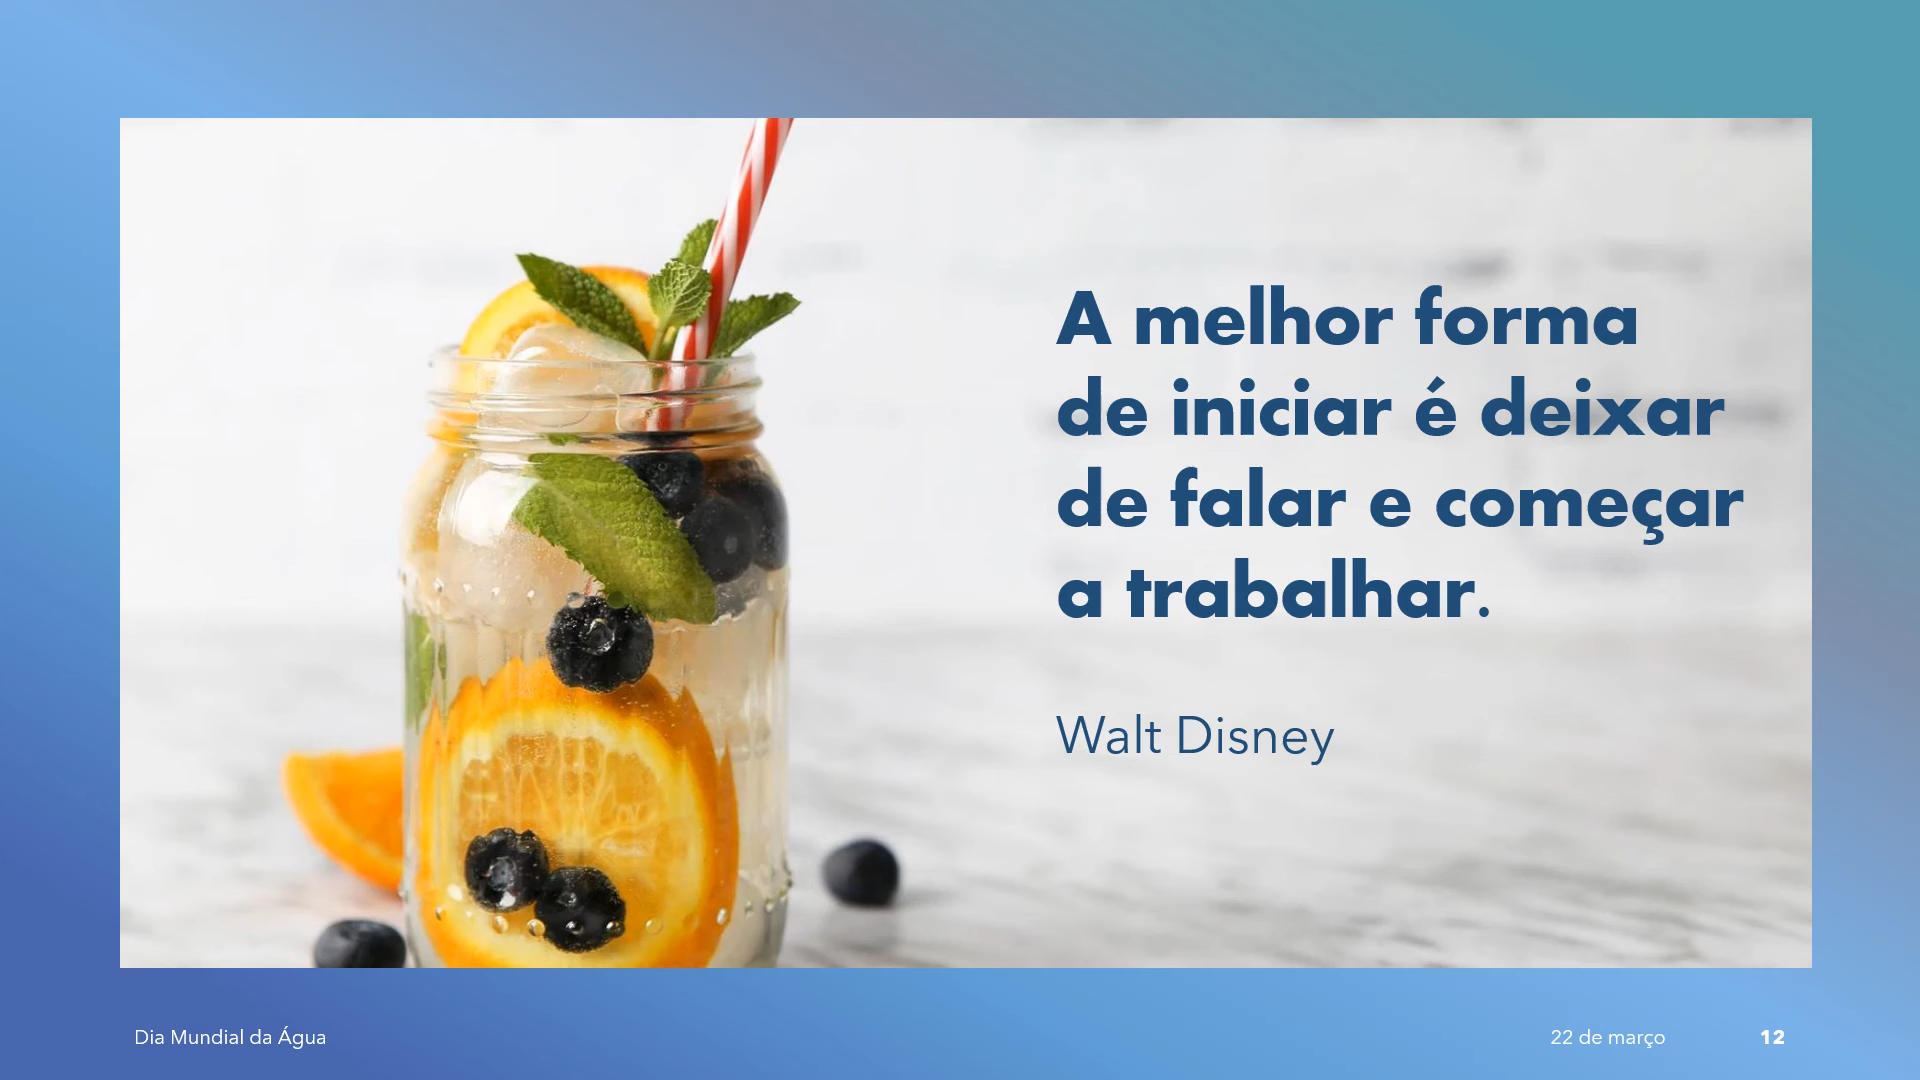 A melhor forma
de iniciar é deixar
de falar e começar
a trabalhar.
Walt Disney
Dia Mundial da Água
22 de março
12